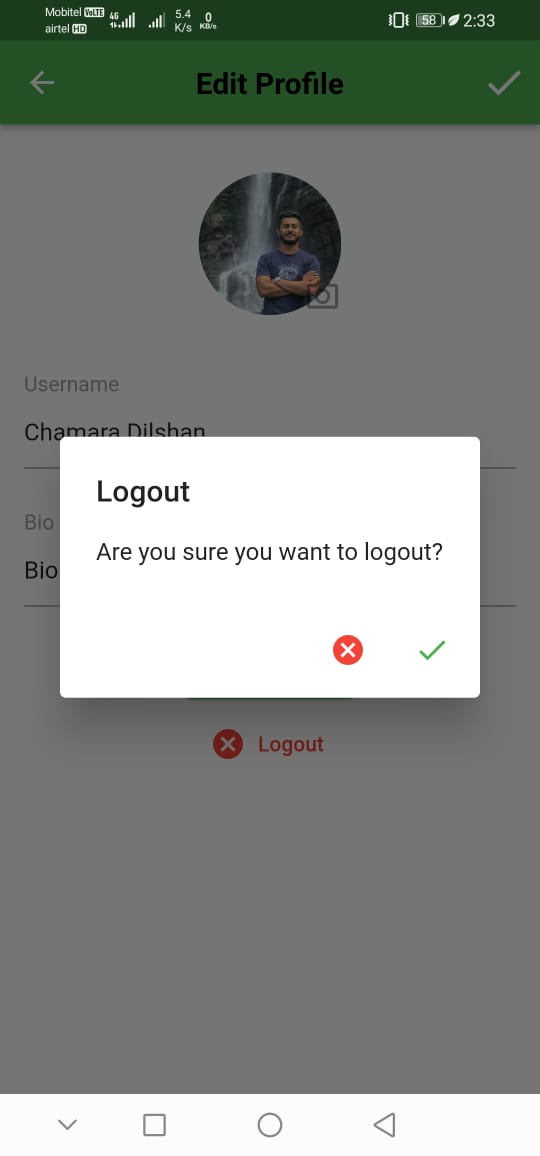 Mobitel VoLTE 4G 5.4 0 58 2:33
airtel HD K/s KB/s
Edit Profile
Username
Chamara Dilshan
Bio
Bio
Logout
Are you sure you want to logout?
Logout